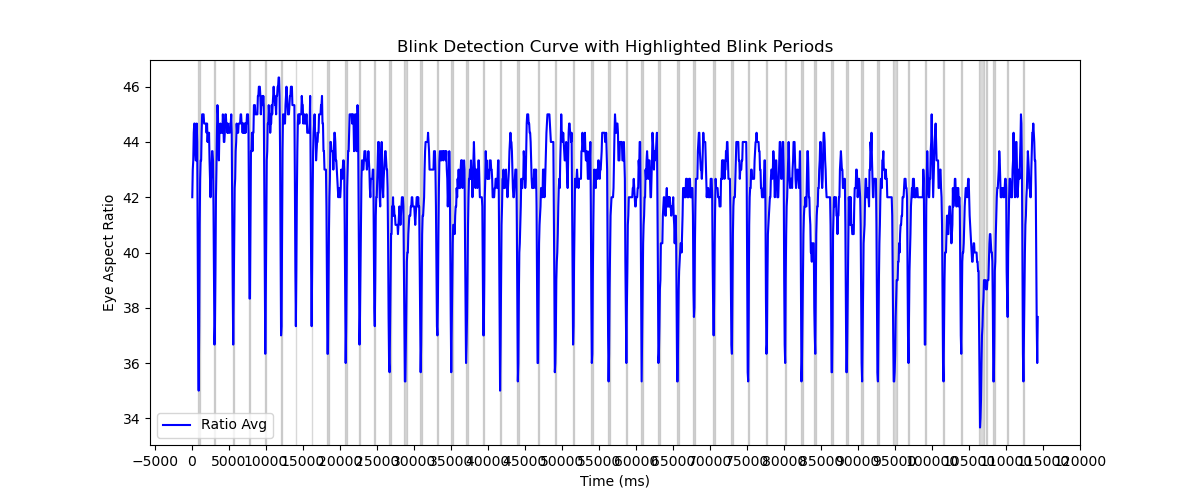 Blink Detection Curve with Highlighted Blink Periods
Eye Aspect Ratio
46
44
42
40
38
36
34
Ratio Avg
−5000 0 5000 10000 15000 20000 25000 30000 35000 40000 45000 50000 55000 60000 65000 70000 75000 80000 85000 90000 95000 100000 105000 110000 115000 120000
Time (ms)